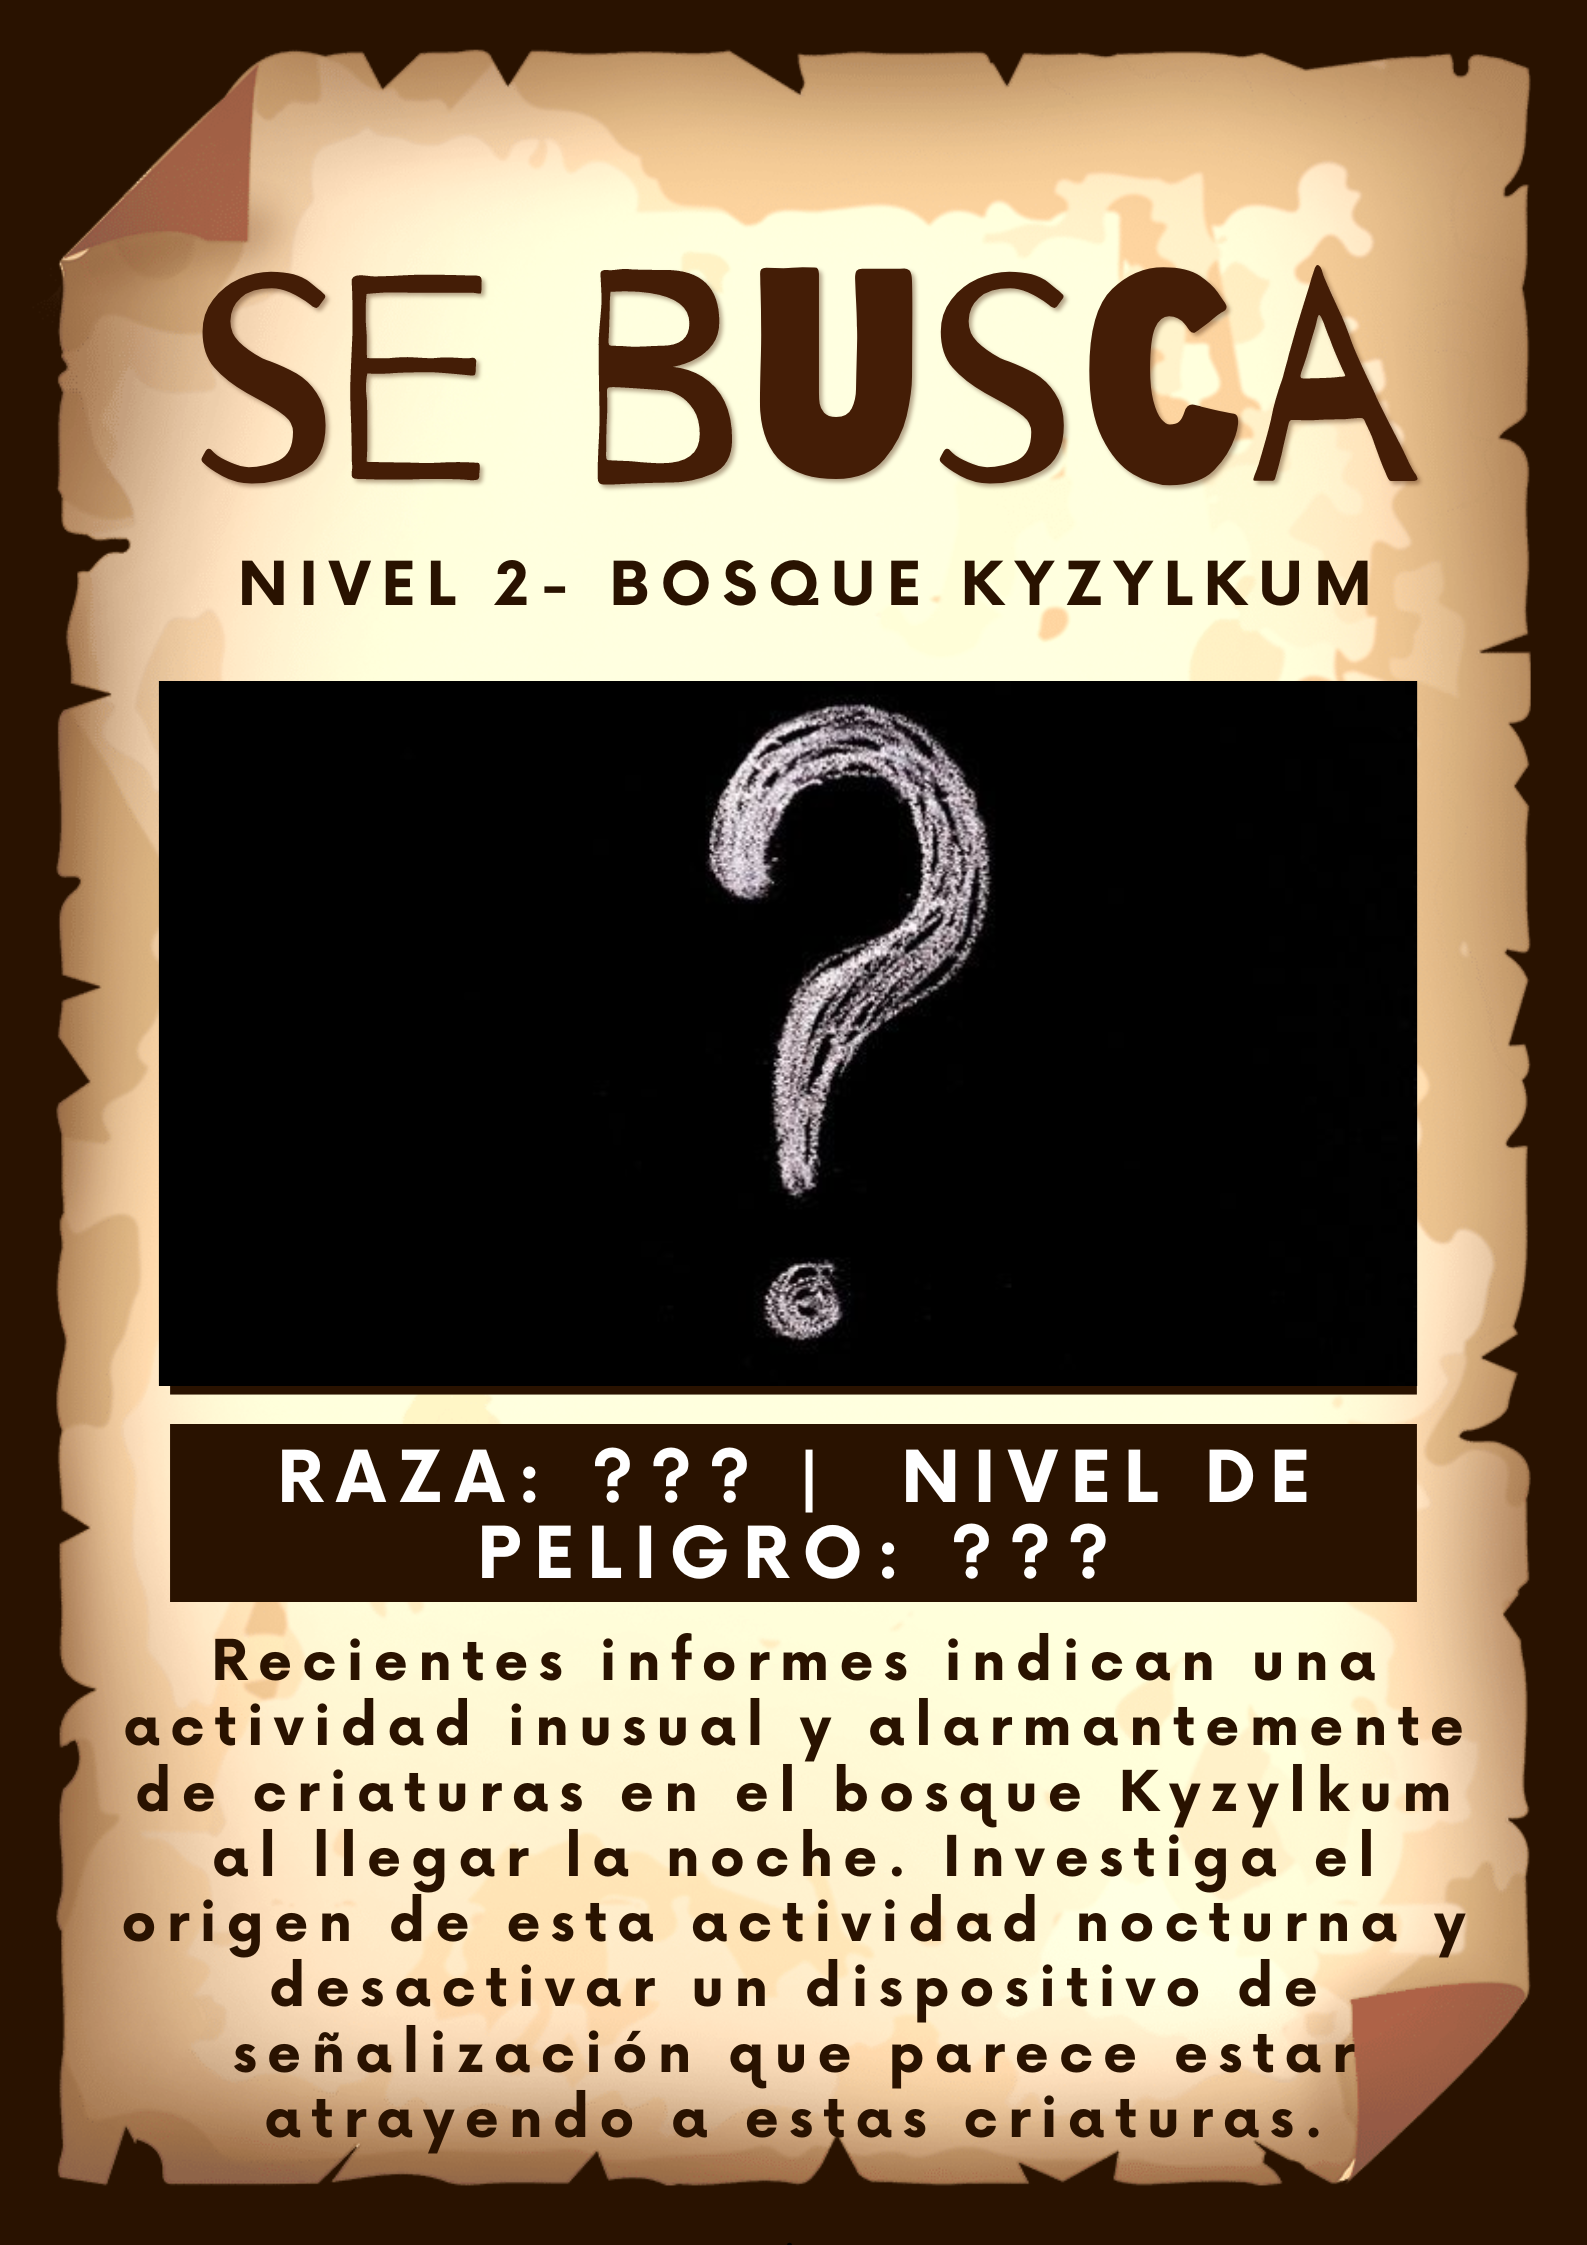 SE BUSCA
NIVEL 2- BOSQUE KYZYLKUM
?
RAZA: ??? | NIVEL DE
PELIGRO: ???
Recientes informes indican una
actividad inusual y alarmantemente
de criaturas en el bosque Kyzylkum
al llegar la noche. Investiga el
origen de esta actividad nocturna y
desactivar un dispositivo de
señalización que parece estar
atrayendo a estas criaturas.